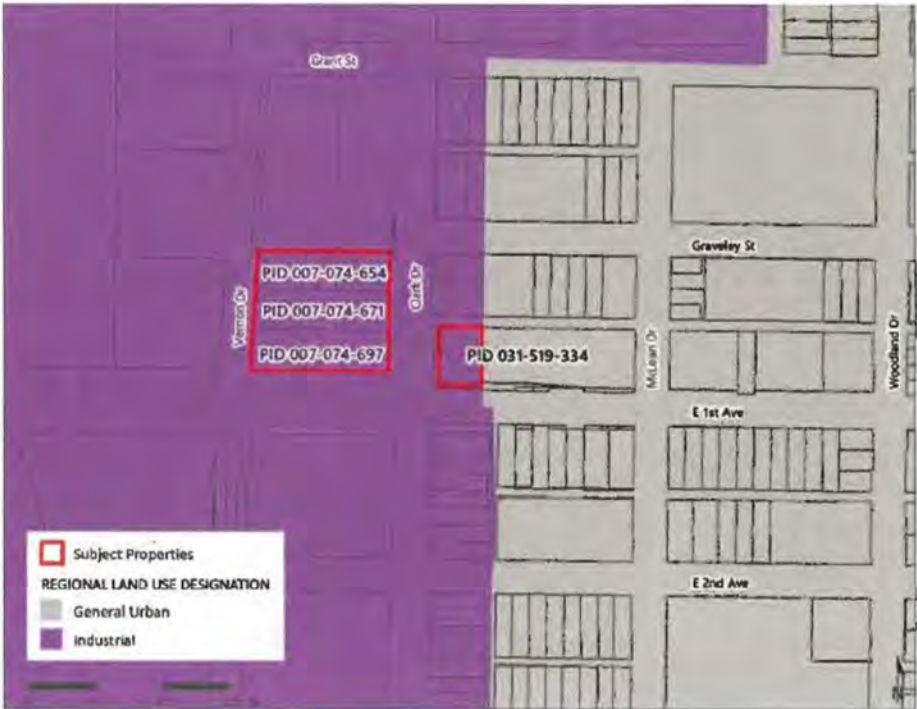 Grant St
Graveley St
PID 007-074-654
PID 007-074-671
PID 007-074-697
Vernon Dr
Clark Dr
PID 031-519-334
McLean Dr
Woodland Dr
E 1st Ave
E 2nd Ave
Subject Properties
REGIONAL LAND USE DESIGNATION
General Urban
Industrial